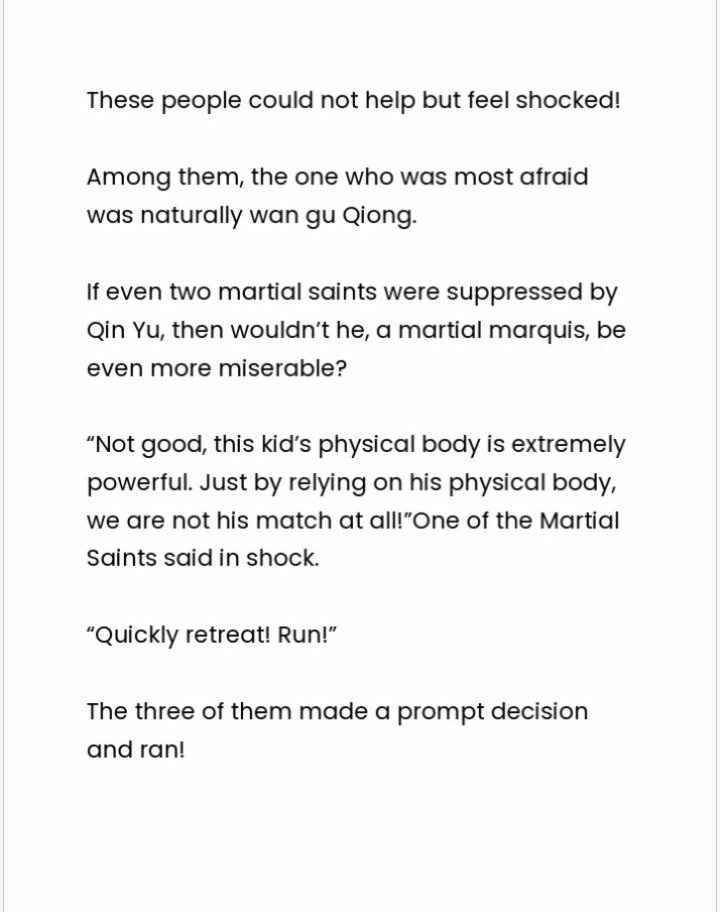 These people could not help but feel shocked!
Among them, the one who was most afraid
was naturally wan gu Qiong.
If even two martial saints were suppressed by
Qin Yu, then wouldn’t he, a martial marquis, be
even more miserable?
“Not good, this kid’s physical body is extremely
powerful. Just by relying on his physical body,
we are not his match at all!”One of the Martial
Saints said in shock.
“Quickly retreat! Run!”
The three of them made a prompt decision
and ran!